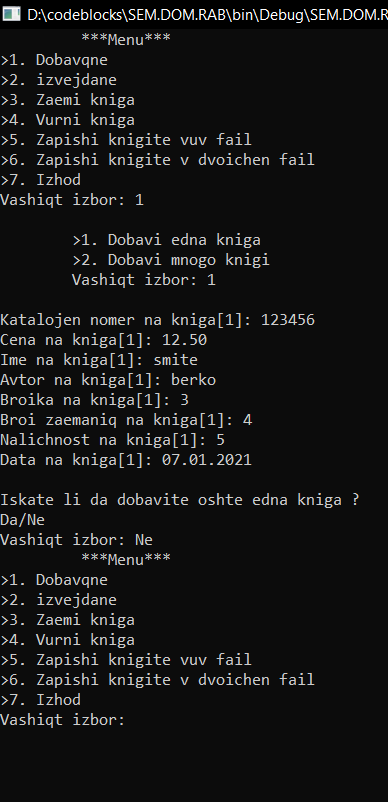 D:\codeblocks\SEM.DOM.RAB\bin\Debug\SEM.DOM.R
***Menu***
>1. Dobavqne
>2. izvejdane
>3. Zaemi kniga
>4. Vurni kniga
>5. Zapishi knigite vuv fail
>6. Zapishi knigite v dvoichen fail
>7. Izhod
Vashiqt izbor: 1
>1. Dobavi edna kniga
>2. Dobavi mnogo knigi
Vashiqt izbor: 1
Katalojen nomer na kniga[1]: 123456
Cena na kniga[1]: 12.50
Ime na kniga[1]: smite
Avtor na kniga[1]: berko
Broika na kniga[1]: 3
Broi zaemaniq na kniga[1]: 4
Nalichnost na kniga[1]: 5
Data na kniga[1]: 07.01.2021
Iskate li da dobavite oshte edna kniga ?
Da/Ne
Vashiqt izbor: Ne
***Menu***
>1. Dobavqne
>2. izvejdane
>3. Zaemi kniga
>4. Vurni kniga
>5. Zapishi knigite vuv fail
>6. Zapishi knigite v dvoichen fail
>7. Izhod
Vashiqt izbor: